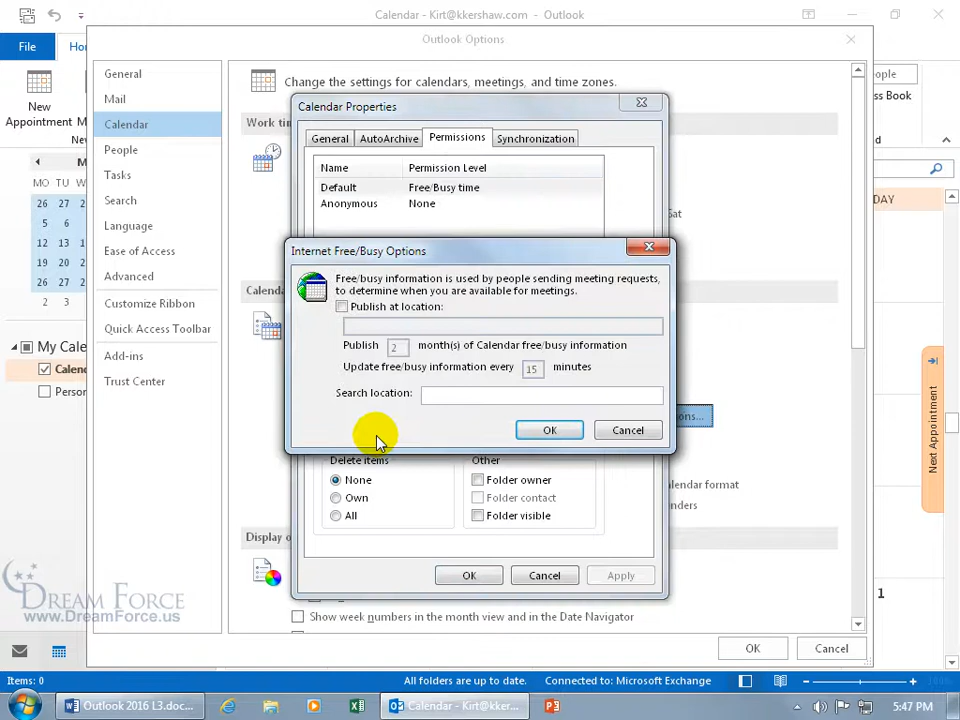 Calendar - Kirt@kkershaw.com - Outlook
File
Ho
Outlook Options
New
Appointment
M
Ne
eople
ss Book
General
Mail
Calendar
People
Tasks
Search
Language
Ease of Access
Advanced
Customize Ribbon
Quick Access Toolbar
Add-ins
Trust Center
Change the settings for calendars, meetings, and time zones.
Work tim
Calenda
Display o
Calendar Properties
General
AutoArchive
Permissions
Synchronization
Name
Permission Level
Default
Free/Busy time
Anonymous
None
Sat
M
MO TU W
26 27
5 6
12 13
19 20
26 27
2 3
DAY
Internet Free/Busy Options
Free/busy information is used by people sending meeting requests,
to determine when you are available for meetings.
Publish at location:
Publish 2 month(s) of Calendar free/busy information
Update free/busy information every 15 minutes
Search location:
OK
Cancel
ons...
My Cale
Calen
Person
Next Appointment
Delete items
None
Own
All
Other
Folder owner
Folder contact
Folder visible
alendar format
nders
OK
Cancel
Apply
Show week numbers in the month view and in the Date Navigator
OK
Cancel
1
DREAM FORCE
www.DreamForce.us
Items: 0
All folders are up to date.
Connected to: Microsoft Exchange
100%
Outlook 2016 L3.doc...
Calendar - Kirt@kker...
5:47 PM